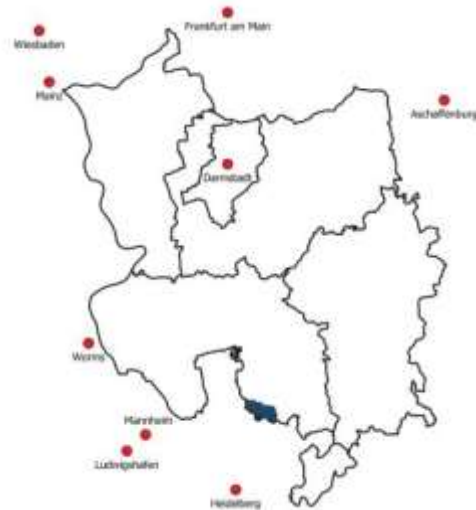 Frankfurt am Main
Wiesbaden
Mainz
Aschaffenburg
Darmstadt
Worms
Mannheim
Ludwigshafen
Heidelberg